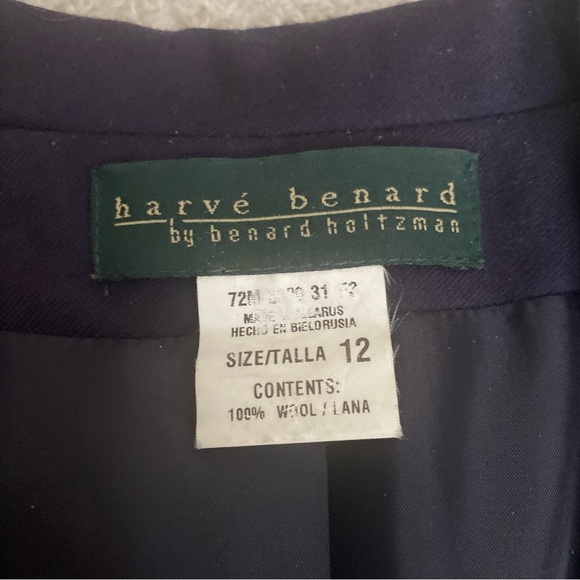 harvé benard
by benard holtzman
72M 31
HECHO EN BIELORUSIA
SIZE/TALLA 12
CONTENTS:
100% WOOL / LANA